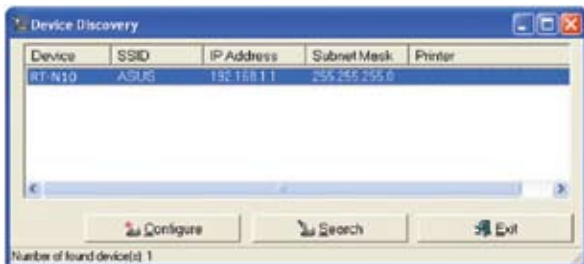 Device Discovery
Device SSID IP Address Subnet Mask Printer
RT-N10 ASUS 192.168.1.1 255.255.255.0
Configure Search Exit
Number of found device(s): 1